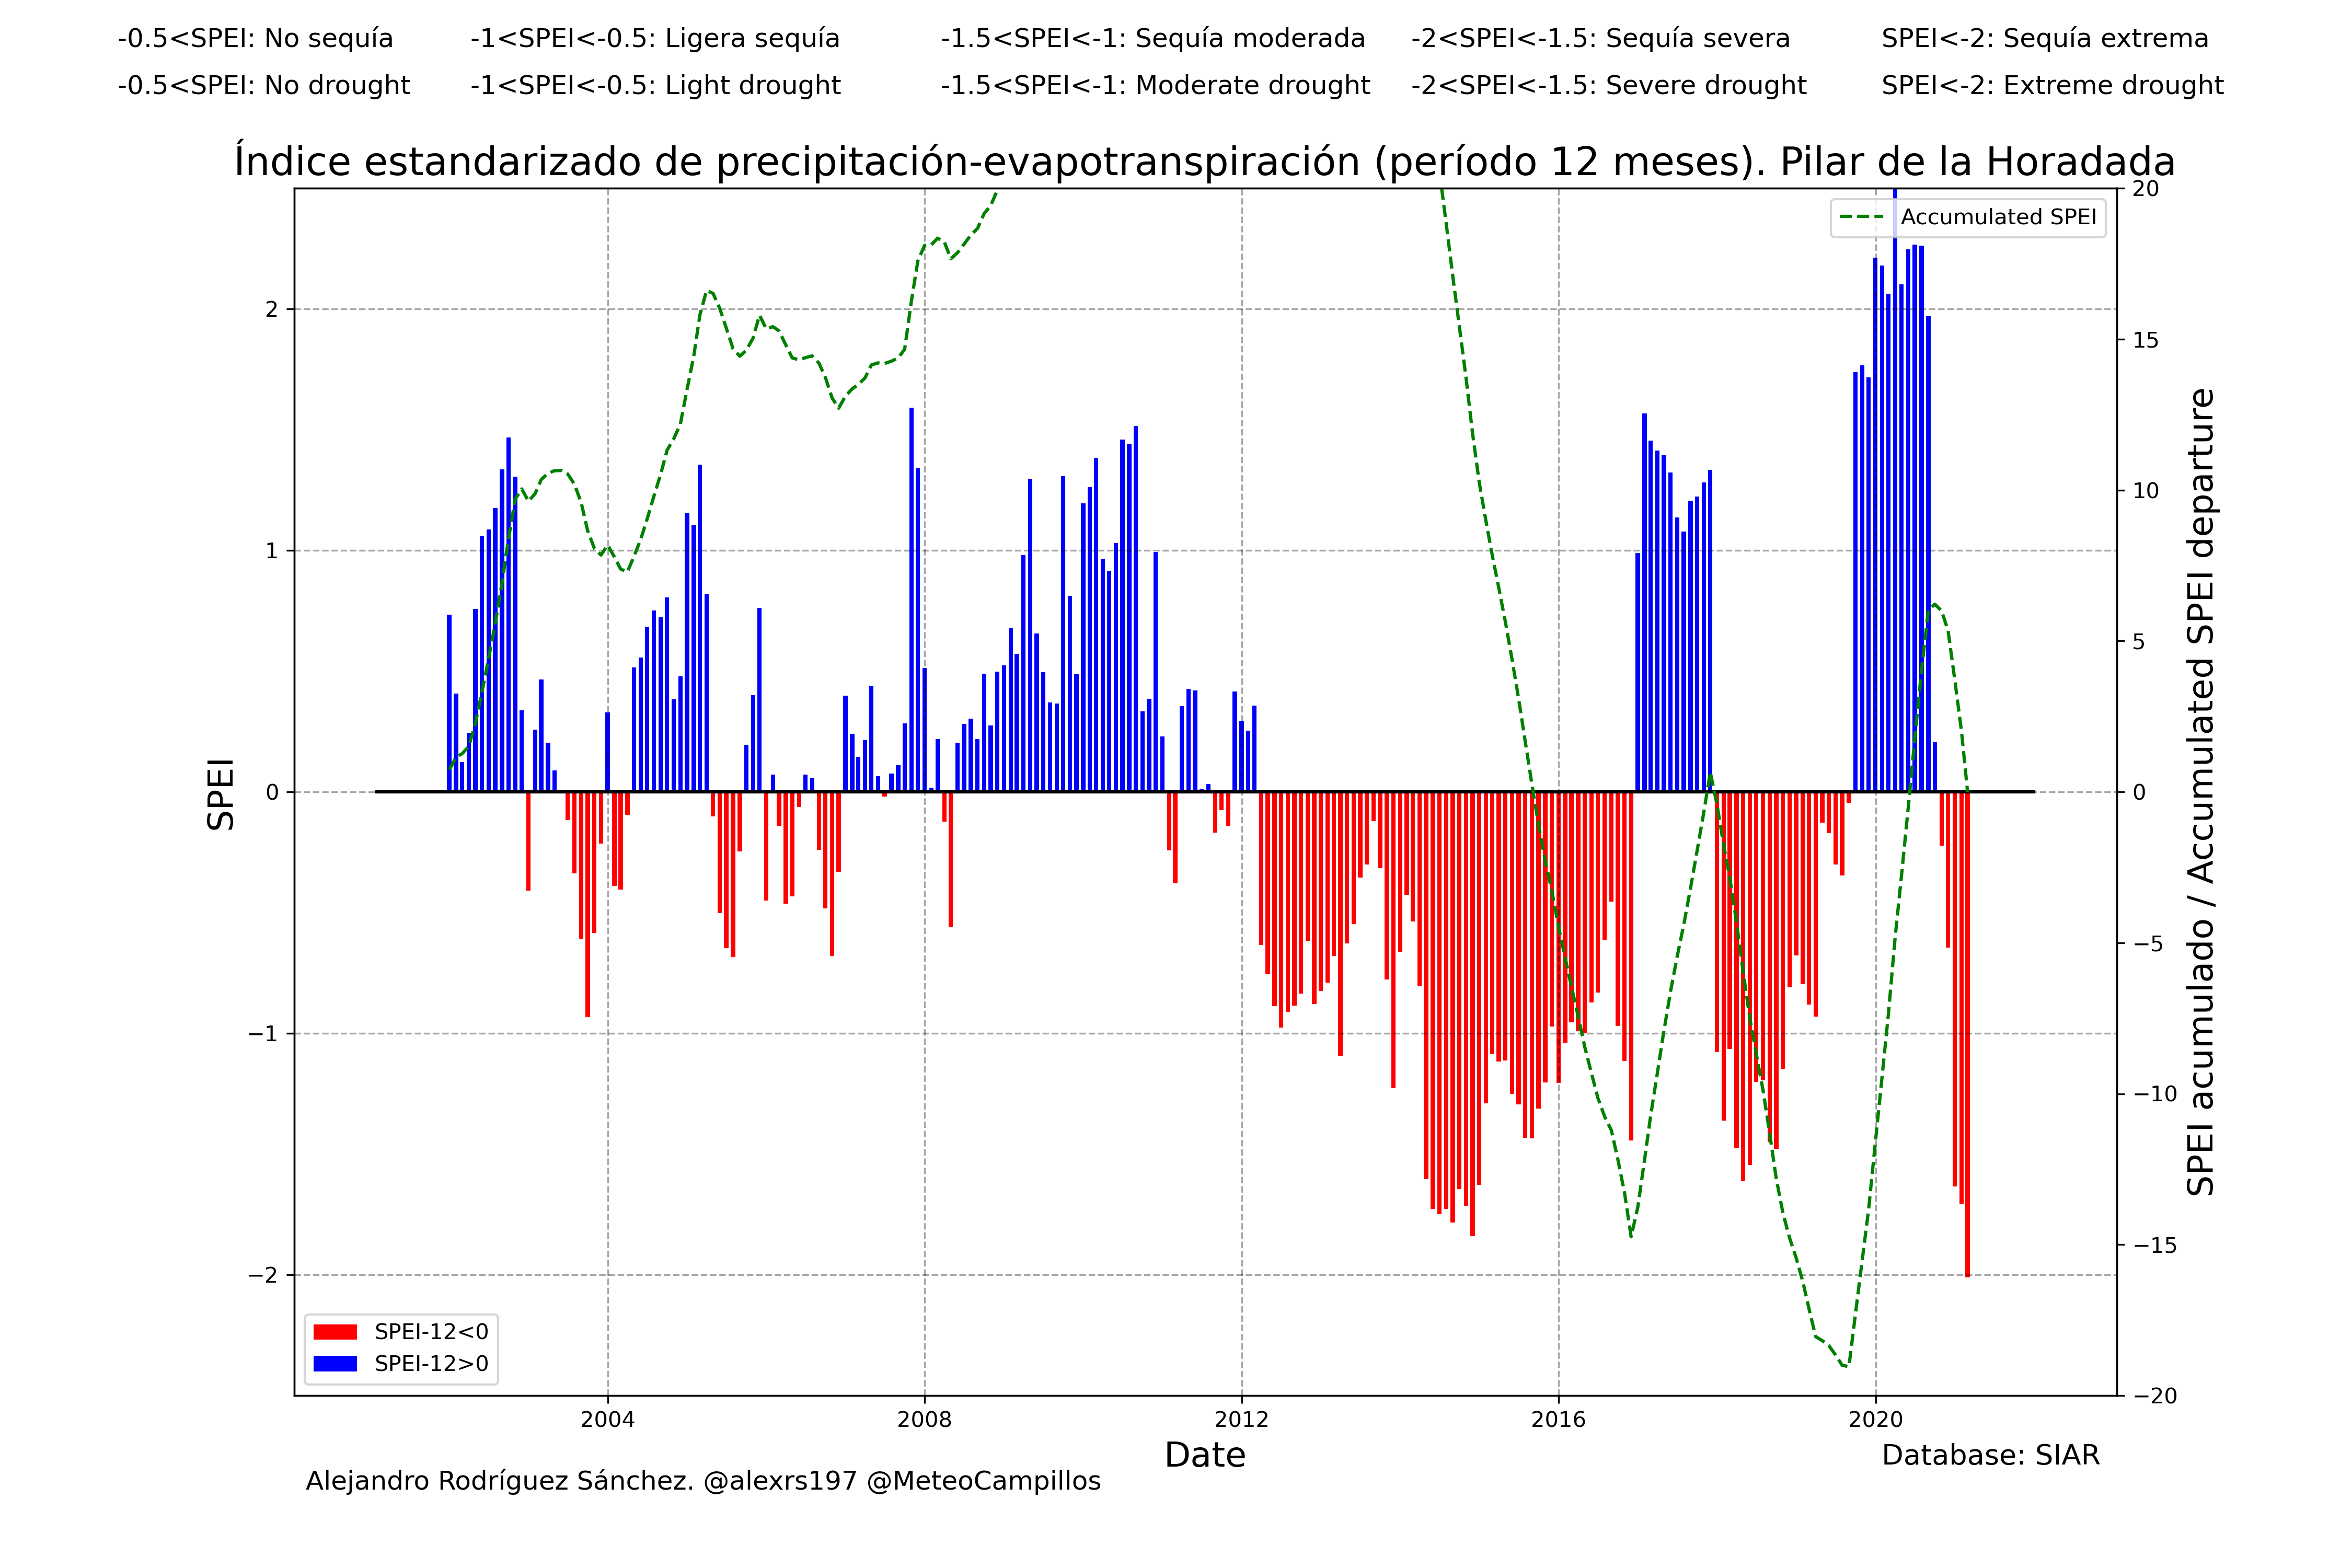 -0.5<SPEI: No sequía -1<SPEI<-0.5: Ligera sequía -1.5<SPEI<-1: Sequía moderada -2<SPEI<-1.5: Sequía severa SPEI<-2: Sequía extrema
-0.5<SPEI: No drought -1<SPEI<-0.5: Light drought -1.5<SPEI<-1: Moderate drought -2<SPEI<-1.5: Severe drought SPEI<-2: Extreme drought
Índice estandarizado de precipitación-evapotranspiración (período 12 meses). Pilar de la Horadada
Accumulated SPEI
SPEI
2
1
0
−1
−2
20
15
10
5
0
−5
−10
−15
−20
SPEI acumulado / Accumulated SPEI departure
SPEI-12<0
SPEI-12>0
2004 2008 2012 2016 2020
Date
Database: SIAR
Alejandro Rodríguez Sánchez. @alexrs197 @MeteoCampillos